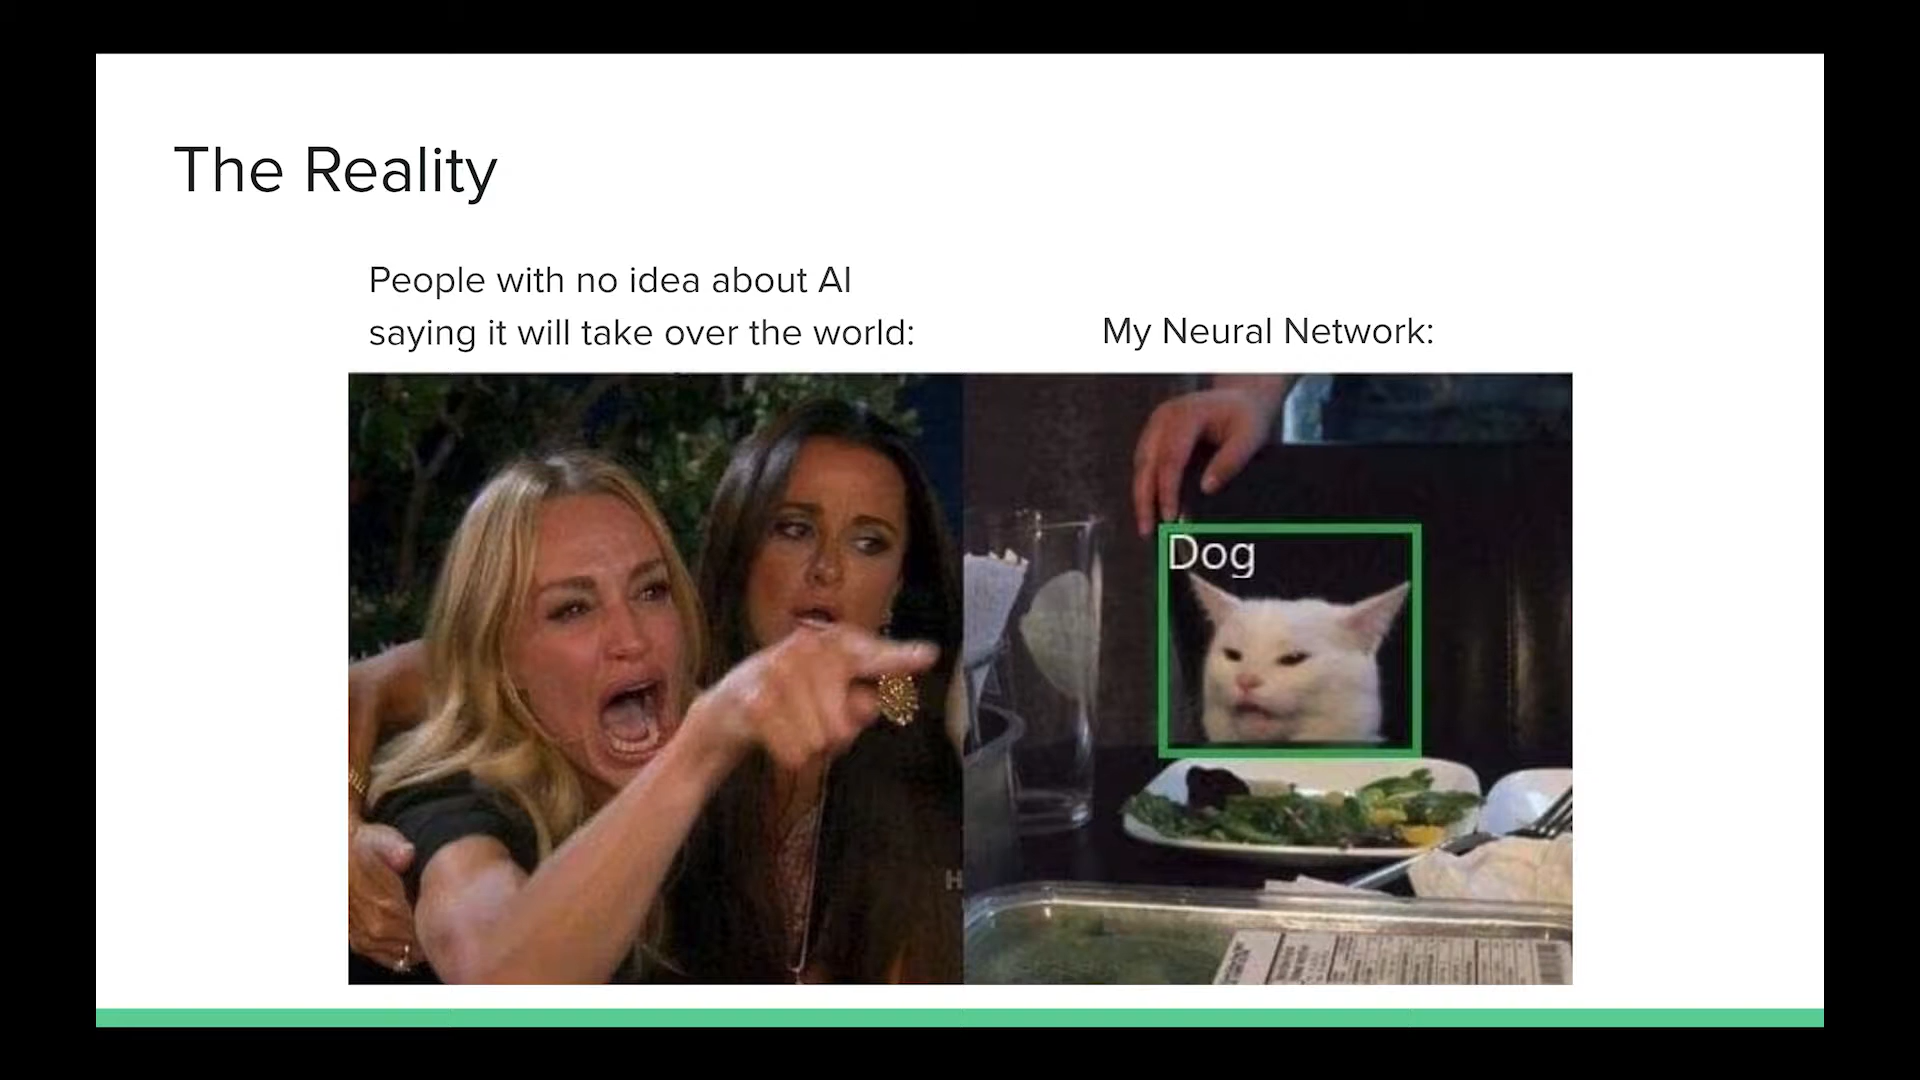 The Reality
People with no idea about AI
saying it will take over the world:
My Neural Network:
Dog